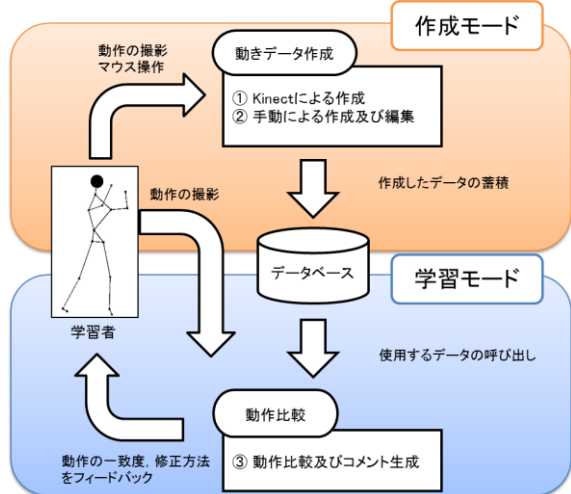 作成モード
動作の撮影
マウス操作
動きデータ作成
① Kinectによる作成
② 手動による作成及び編集
動作の撮影
作成したデータの蓄積
データベース
学習モード
学習者
使用するデータの呼び出し
動作比較
③ 動作比較及びコメント生成
動作の一致度，修正方法
をフィードバック